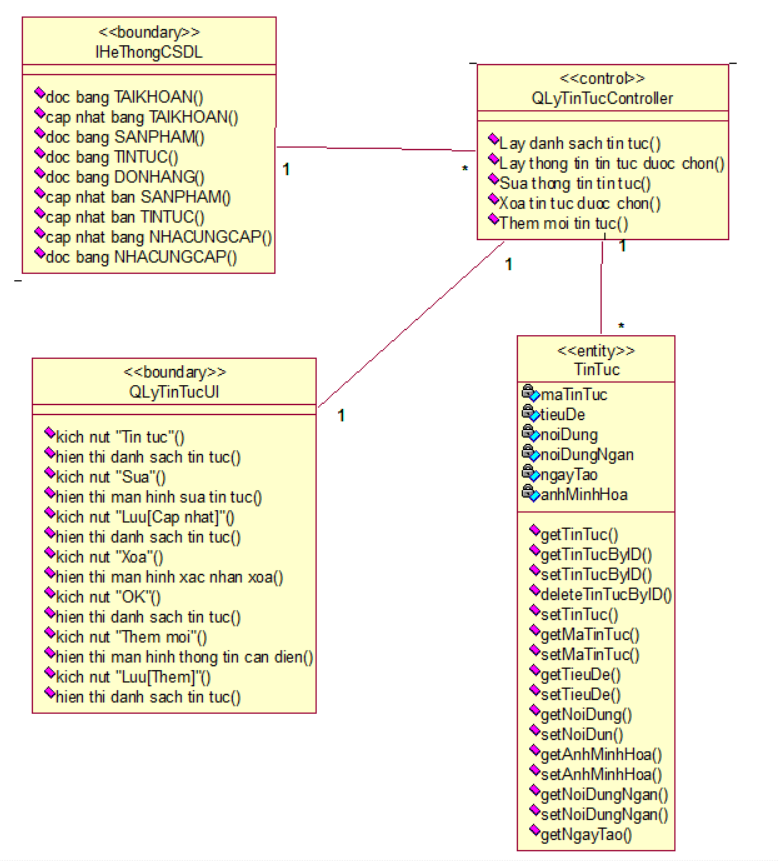 <<boundary>>
IHeThongCSDL
doc bang TAIKHOAN()
cap nhat bang TAIKHOAN()
doc bang SANPHAM()
doc bang TINTUC()
doc bang DONHANG()
cap nhat ban SANPHAM()
cap nhat ban TINTUC()
cap nhat bang NHACUNGCAP()
doc bang NHACUNGCAP()
1
*
<<control>>
QLyTinTucController
Lay danh sach tin tuc()
Lay thong tin tin tuc duoc chon()
Sua thong tin tin tuc()
Xoa tin tuc duoc chon()
Them moi tin tuc()
1
1
1
*
<<boundary>>
QLyTinTucUI
kich nut "Tin tuc"()
hien thi danh sach tin tuc()
kich nut "Sua"()
hien thi man hinh sua tin tuc()
kich nut "Luu[Cap nhat]"()
hien thi danh sach tin tuc()
kich nut "Xoa"()
hien thi man hinh xac nhan xoa()
kich nut "OK"()
hien thi danh sach tin tuc()
kich nut "Them moi"()
hien thi man hinh thong tin can dien()
kich nut "Luu[Them]"()
hien thi danh sach tin tuc()
<<entity>>
TinTuc
maTinTuc
tieuDe
noiDung
noiDungNgan
ngayTao
anhMinhHoa
getTinTuc()
getTinTucByID()
setTinTucByID()
deleteTinTucByID()
setTinTuc()
getMaTinTuc()
setMaTinTuc()
getTieuDe()
setTieuDe()
getNoiDung()
setNoiDun()
getAnhMinhHoa()
setAnhMinhHoa()
getNoiDungNgan()
setNoiDungNgan()
getNgayTao()